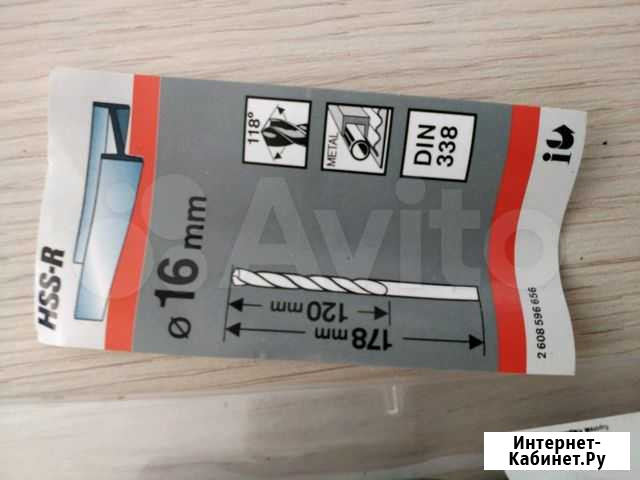 HSS-R
ø 16 mm
118°
METAL
DIN
338
120 mm
178 mm
2 608 596 656
Avito
Интернет-
Кабинет.Ру